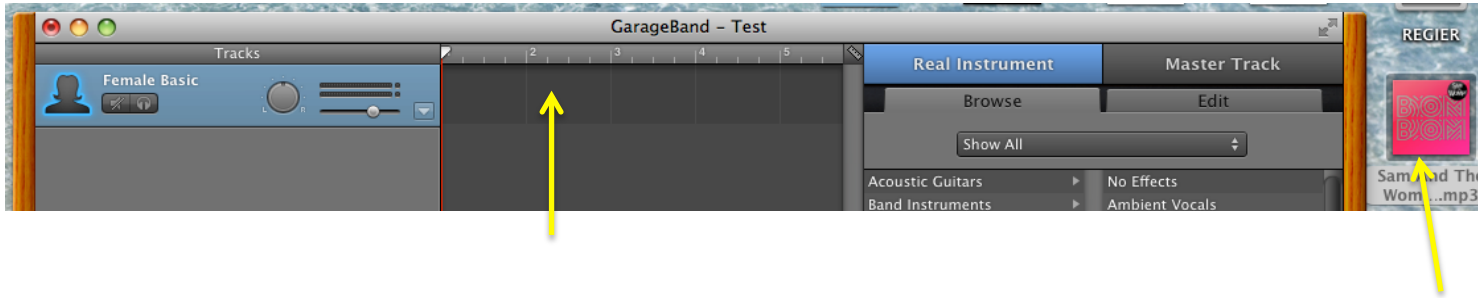 GarageBand – Test
Tracks
2 3 4 5
Real Instrument
Master Track
REGIER
Female Basic
L R
Browse
Edit
BOM
BOM
Show All
Acoustic Guitars
No Effects
Band Instruments
Ambient Vocals
Sam and The
Wom...mp3